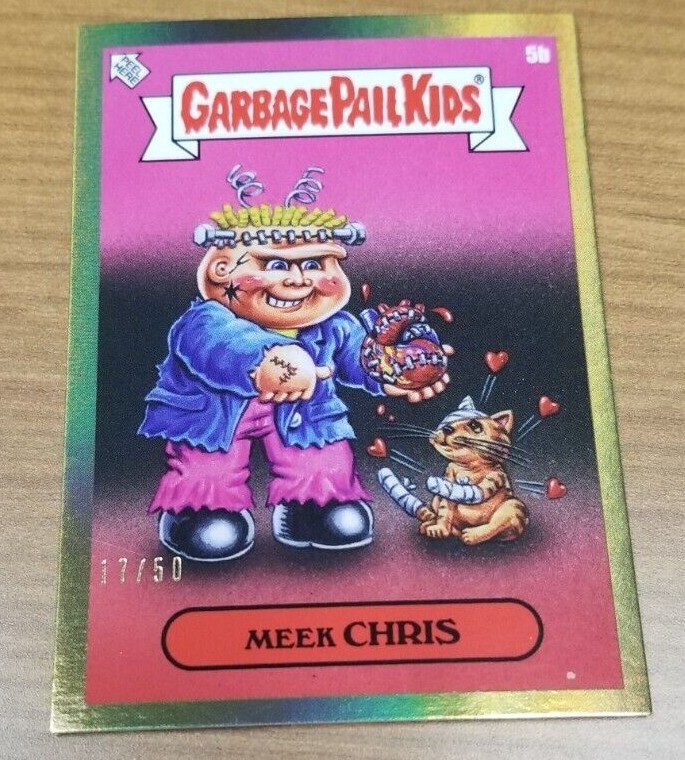 PEEL
HERE
5b
GARBAGE PAIL KIDS®
17/50
MEEK CHRIS